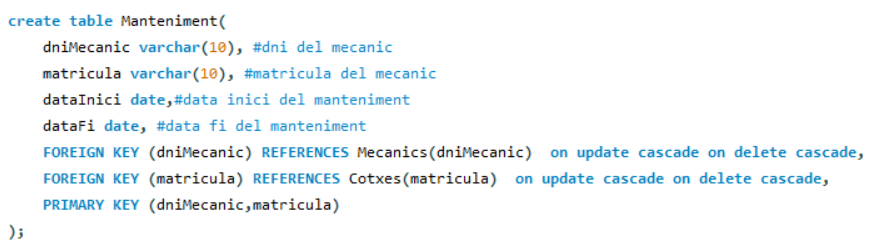 create table Manteniment(
dniMecanic varchar(10), #dni del mecanic
matricula varchar(10), #matricula del mecanic
dataInici date,#data inici del manteniment
dataFi date, #data fi del manteniment
FOREIGN KEY (dniMecanic) REFERENCES Mecanics(dniMecanic)  on update cascade on delete cascade,
FOREIGN KEY (matricula) REFERENCES Cotxes(matricula)  on update cascade on delete cascade,
PRIMARY KEY (dniMecanic,matricula)
);